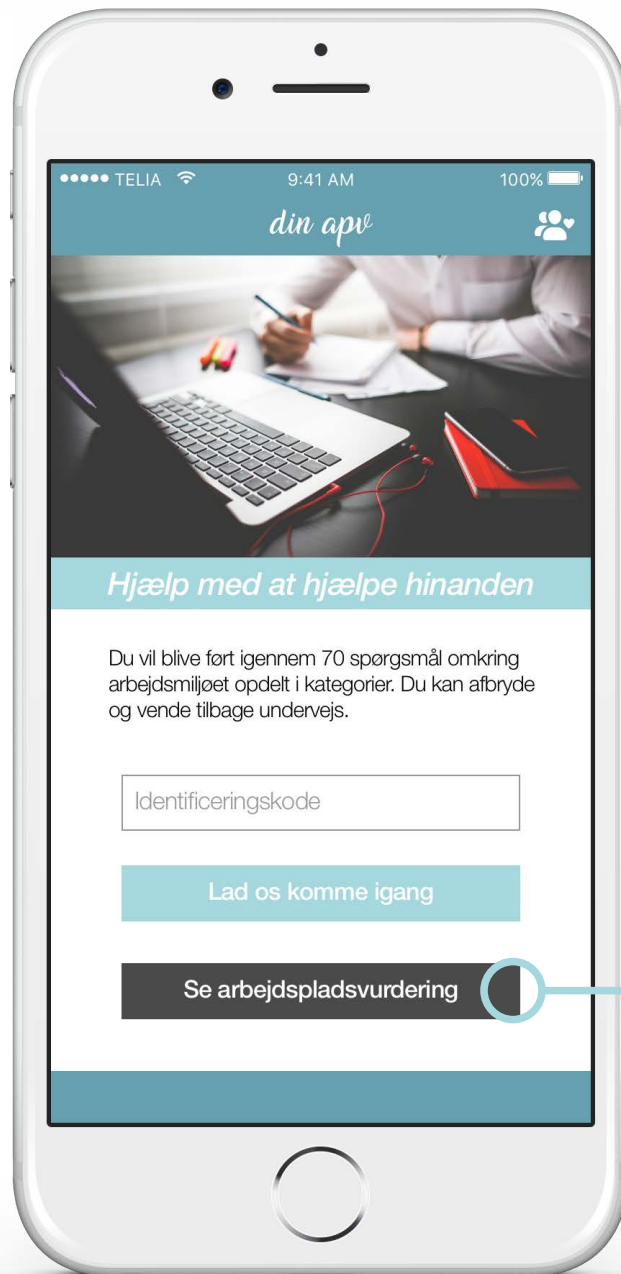 TELIA 9:41 AM 100%
din apv
Hjælp med at hjælpe hinanden
Du vil blive ført igennem 70 spørgsmål omkring
arbejdsmiljøet opdelt i kategorier. Du kan afbryde
og vende tilbage undervejs.
Identificeringskode
Lad os komme igang
Se arbejdspladsvurdering